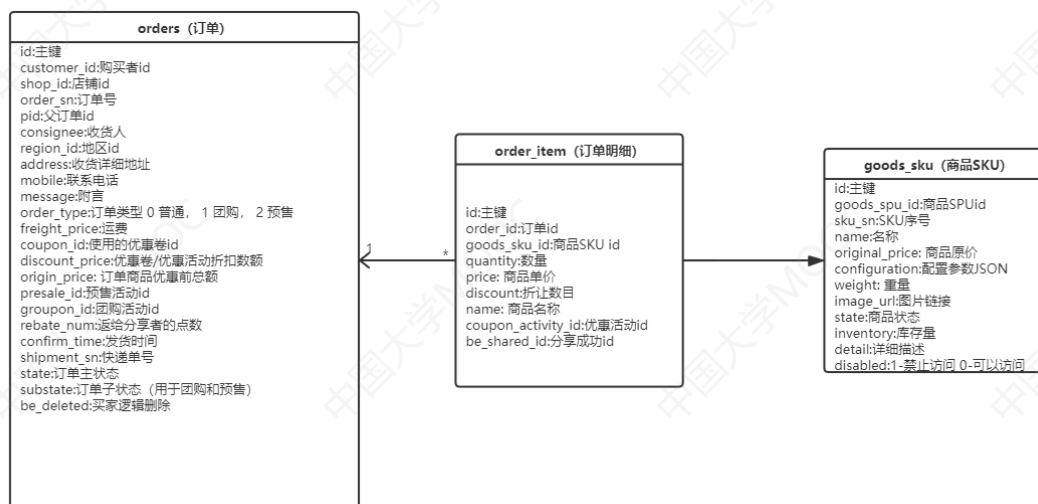 orders（订单）
id:主键
customer_id:购买者id
shop_id:店铺id
order_sn:订单号
pid:父订单id
consignee:收货人
region_id:地区id
address:收货详细地址
mobile:联系电话
message:附言
order_type:订单类型 0 普通， 1 团购， 2 预售
freight_price:运费
coupon_id:使用的优惠卷id
discount_price:优惠卷/优惠活动折扣数额
origin_price: 订单商品优惠前总额
presale_id:预售活动id
groupon_id:团购活动id
rebate_num:返给分享者的点数
confirm_time:发货时间
shipment_sn:快递单号
state:订单主状态
substate:订单子状态（用于团购和预售）
be_deleted:买家逻辑删除
1
*
order_item（订单明细）
id:主键
order_id:订单id
goods_sku_id:商品SKU id
quantity:数量
price: 商品单价
discount:折让数目
name: 商品名称
coupon_activity_id:优惠活动id
be_shared_id:分享成功id
goods_sku（商品SKU）
id:主键
goods_spu_id:商品SPUid
sku_sn:SKU序号
name:名称
original_price: 商品原价
configuration:配置参数JSON
weight: 重量
image_url:图片链接
state:商品状态
inventory:库存量
detail:详细描述
disabled:1-禁止访问 0-可以访问
中国大学MOOC